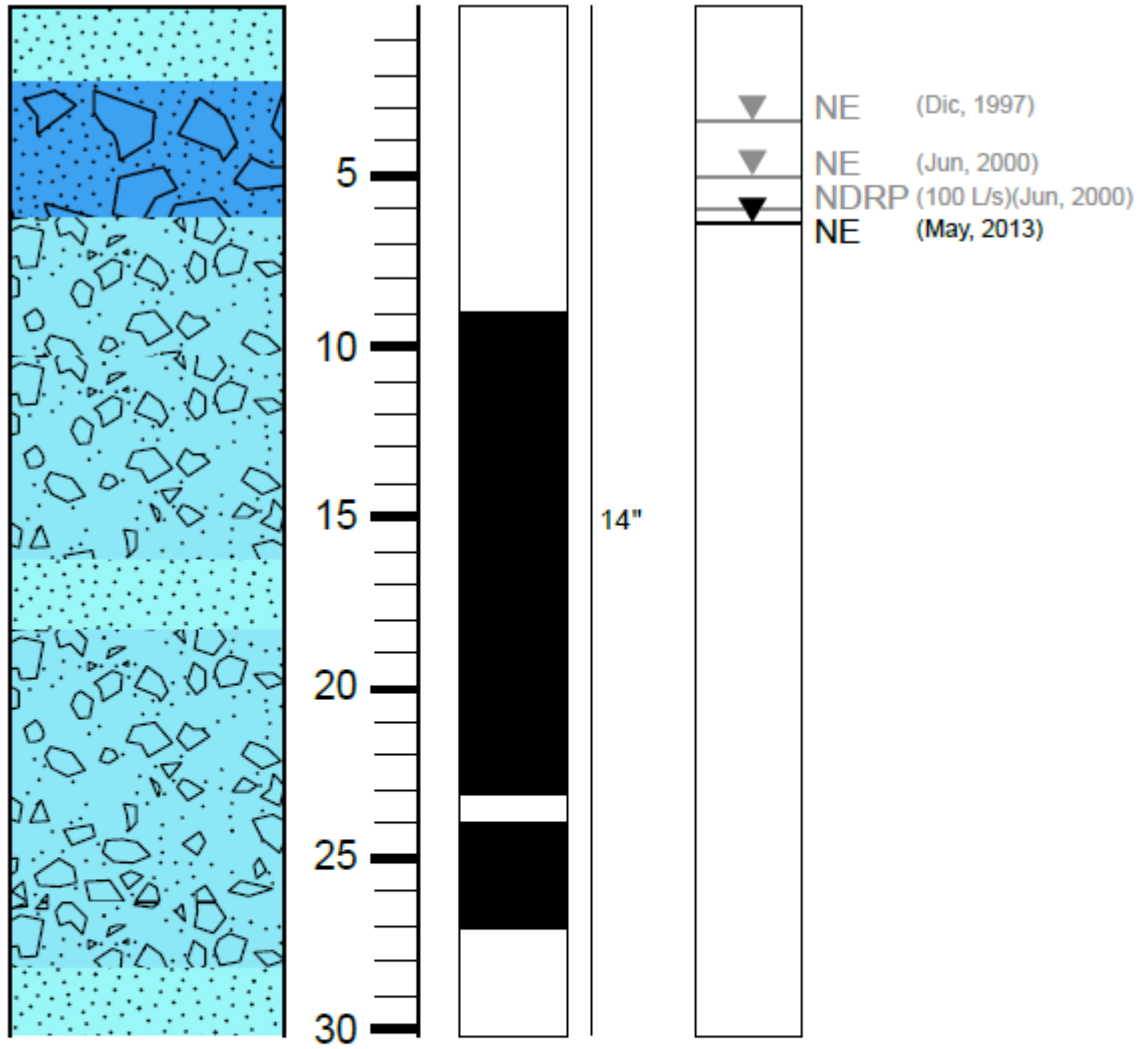 NE (Dic, 1997)
5
NE (Jun, 2000)
NDRP (100 L/s)(Jun, 2000)
NE (May, 2013)
10
15
14"
20
25
30